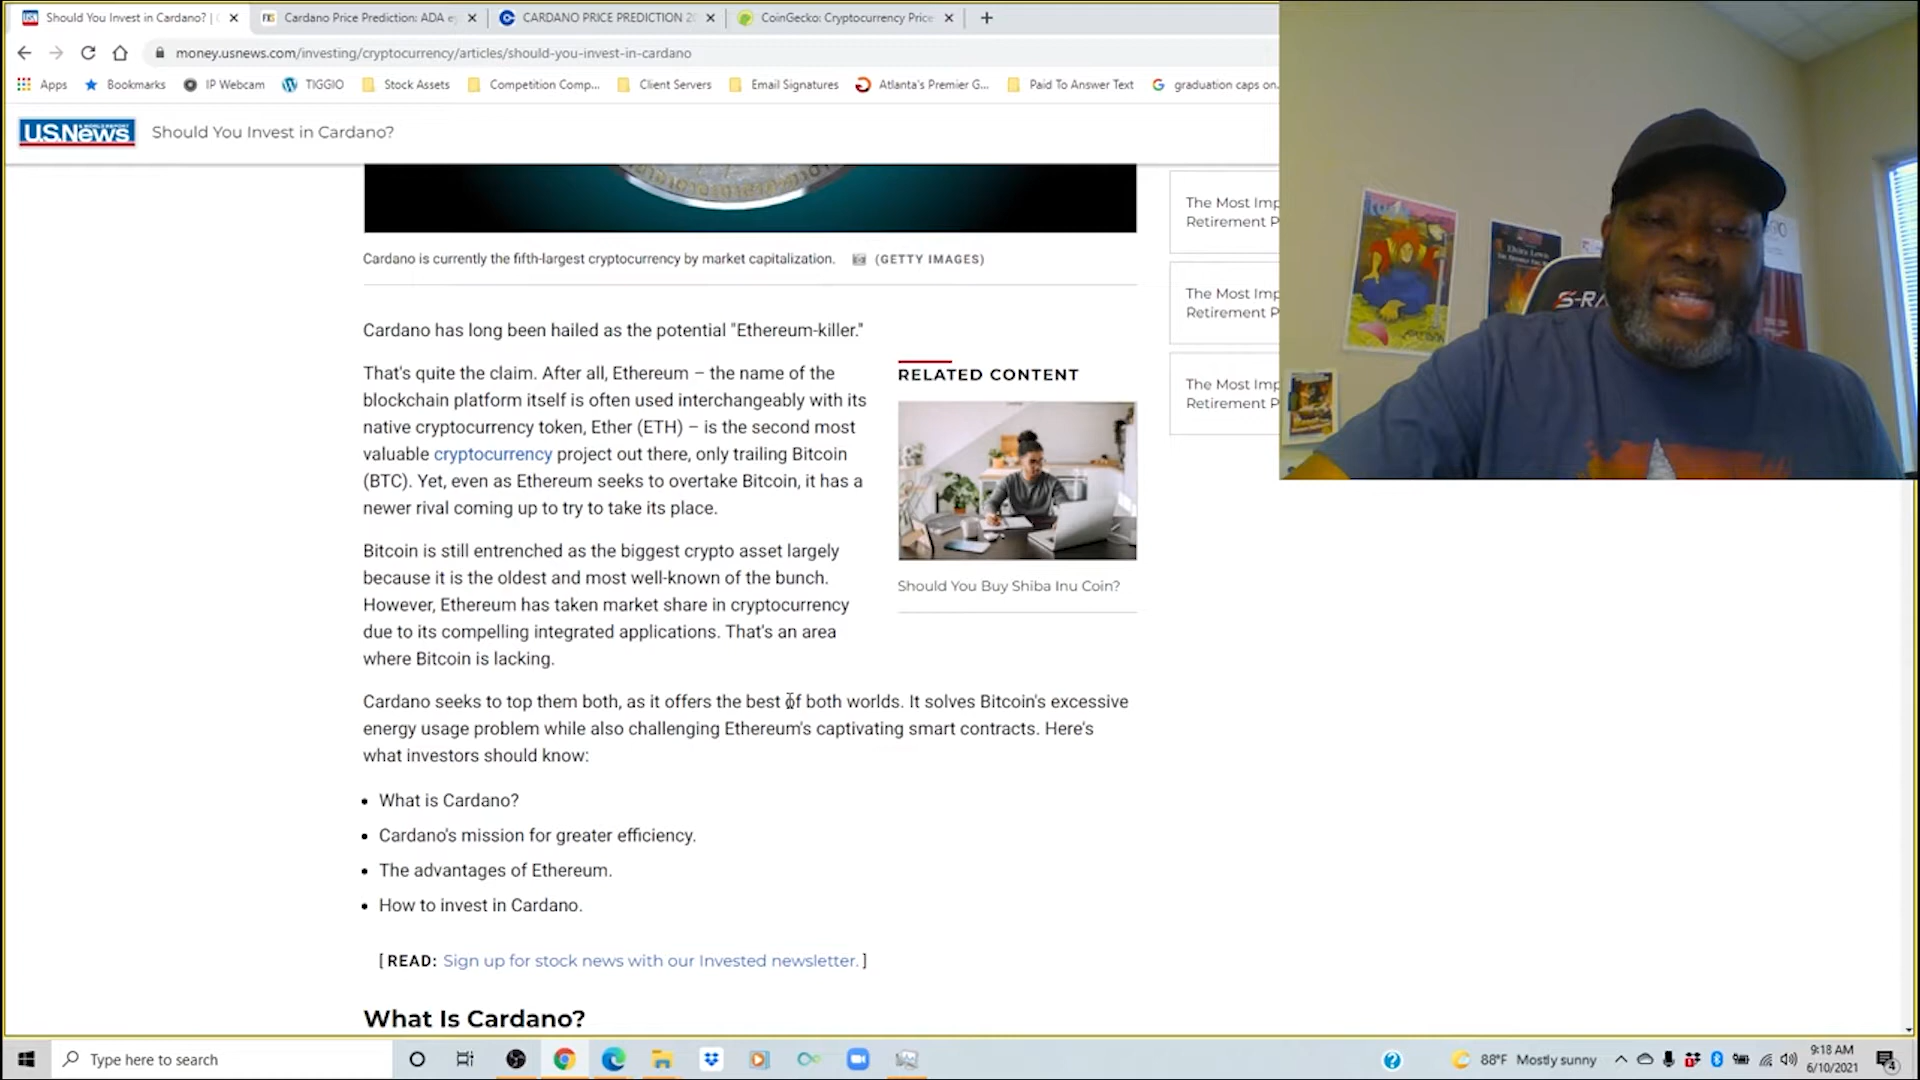 Should You Invest in Cardano? | (
Cardano Price Prediction: ADA e
CARDANO PRICE PREDICTION 2
CoinGecko: Cryptocurrency Price
money.usnews.com/investing/cryptocurrency/articles/should-you-invest-in-cardano
Apps
Bookmarks
IP Webcam
TIGGIO
Stock Assets
Competition Comp...
Client Servers
Email Signatures
Atlanta's Premier G...
Paid To Answer Text
graduation caps on.
U.S.News
Should You Invest in Cardano?
Cardano is currently the fifth-largest cryptocurrency by market capitalization. (GETTY IMAGES)
Cardano has long been hailed as the potential "Ethereum-killer."
That's quite the claim. After all, Ethereum – the name of the
blockchain platform itself is often used interchangeably with its
native cryptocurrency token, Ether (ETH) – is the second most
valuable cryptocurrency project out there, only trailing Bitcoin
(BTC). Yet, even as Ethereum seeks to overtake Bitcoin, it has a
newer rival coming up to try to take its place.
Bitcoin is still entrenched as the biggest crypto asset largely
because it is the oldest and most well-known of the bunch.
However, Ethereum has taken market share in cryptocurrency
due to its compelling integrated applications. That's an area
where Bitcoin is lacking.
Cardano seeks to top them both, as it offers the best of both worlds. It solves Bitcoin's excessive
energy usage problem while also challenging Ethereum's captivating smart contracts. Here's
what investors should know:
• What is Cardano?
• Cardano's mission for greater efficiency.
• The advantages of Ethereum.
• How to invest in Cardano.
[ READ: Sign up for stock news with our Invested newsletter. ]
What Is Cardano?
RELATED CONTENT
Should You Buy Shiba Inu Coin?
The Most Imp
Retirement P
The Most Imp
Retirement P
The Most Imp
Retirement P
S-RA
Type here to search
88°F Mostly sunny
9:18 AM
6/10/2021
4